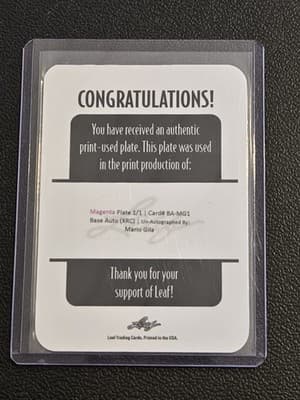 CONGRATULATIONS!
You have received an authentic
print-used plate. This plate was used
in the print production of:
Magenta Plate 1/1 | Card# BA-MG1
Base Auto (XRC) | Un-Autographed By:
Mario Gila
Thank you for your
support of Leaf!
Leaf
Leaf Trading Cards. Printed in the USA.